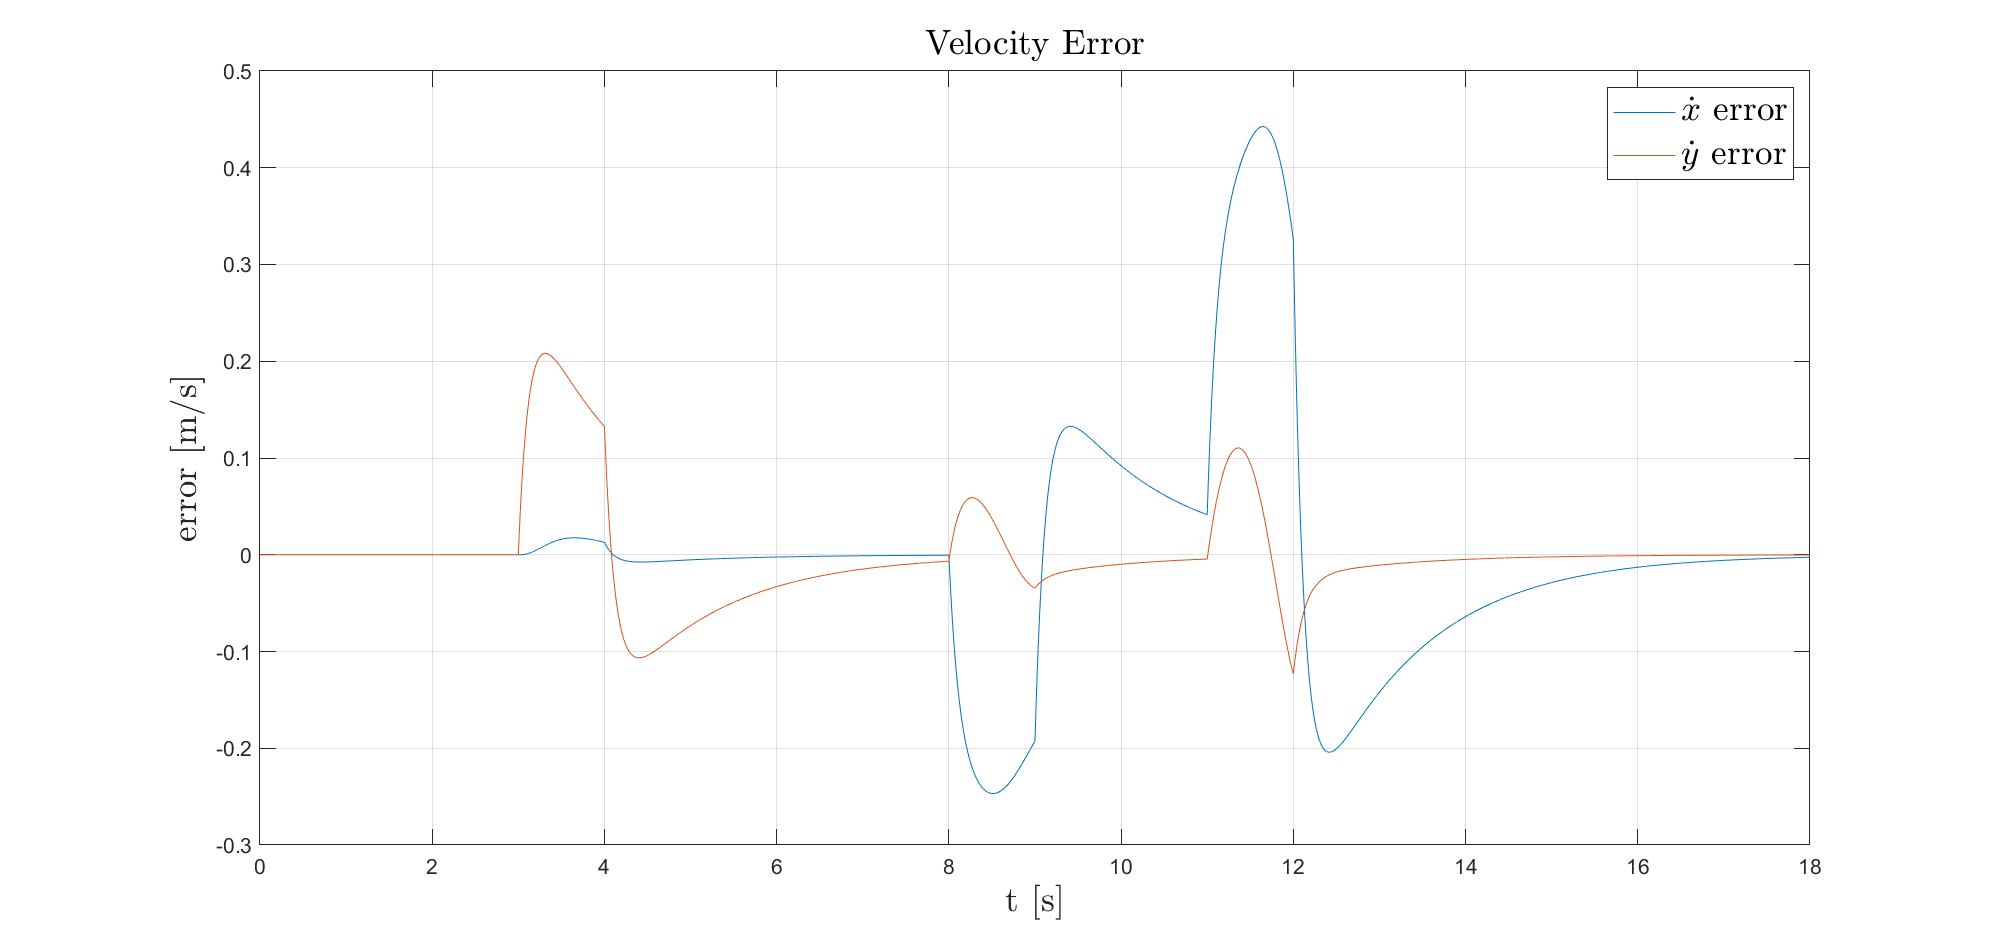 Velocity Error
0.5
0.4
0.3
0.2
0.1
0
-0.1
-0.2
-0.3
error [m/s]
ẋ error
ẏ error
0 2 4 6 8 10 12 14 16 18
t [s]